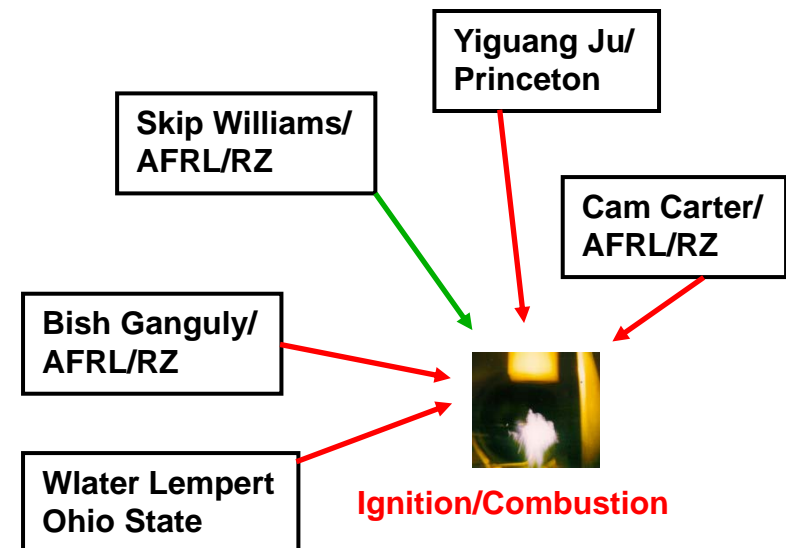 Yiguang Ju/
Princeton
Skip Williams/
AFRL/RZ
Cam Carter/
AFRL/RZ
Bish Ganguly/
AFRL/RZ
Wlater Lempert
Ohio State
Ignition/Combustion